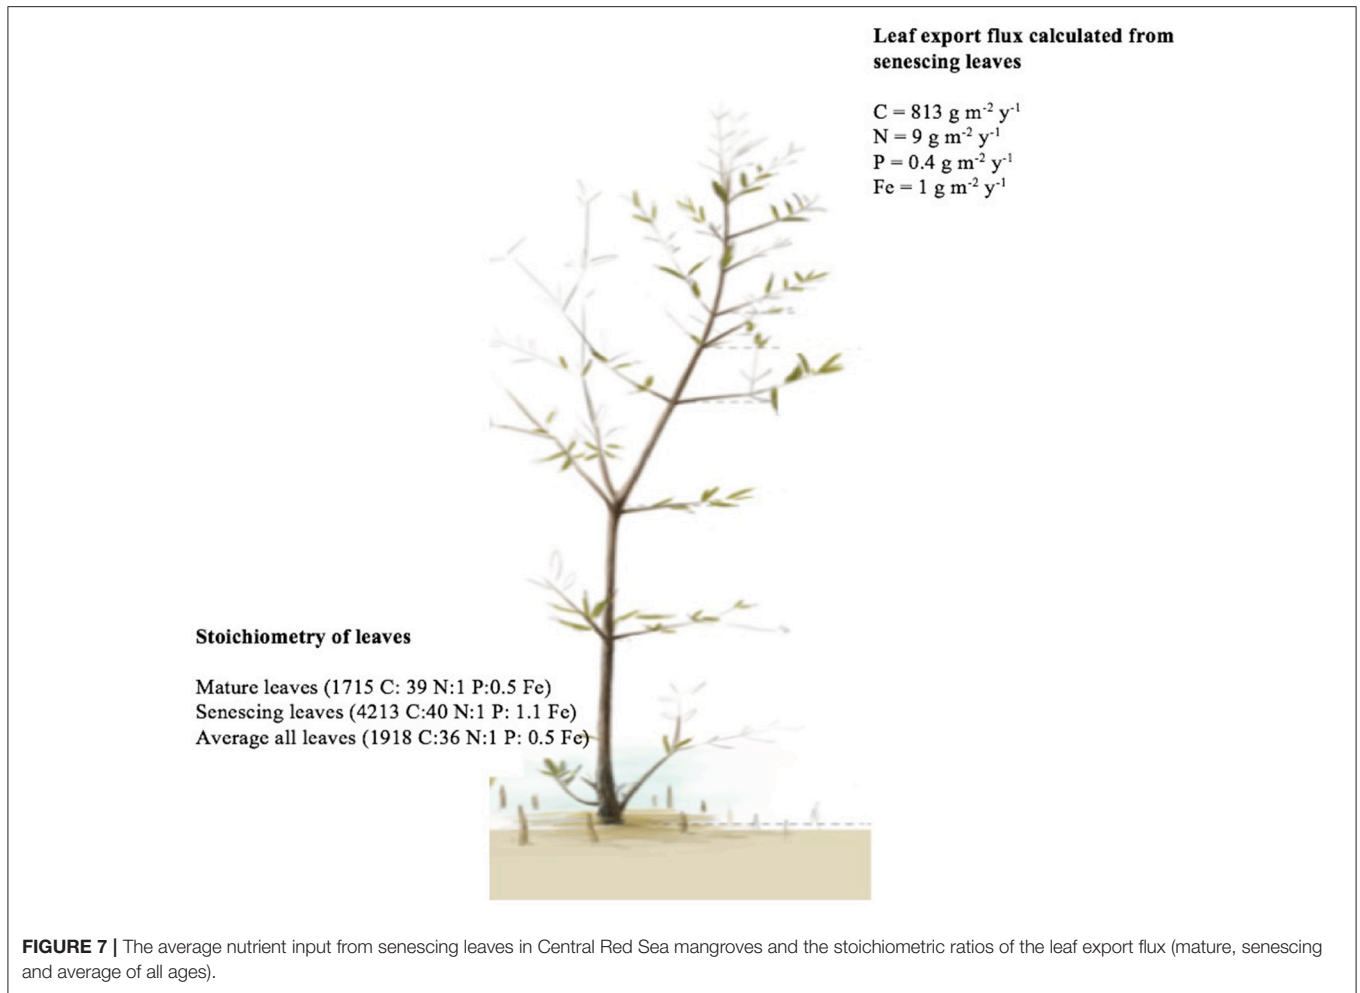 Leaf export flux calculated from
senescing leaves
C = 813 g m⁻² y⁻¹
N = 9 g m⁻² y⁻¹
P = 0.4 g m⁻² y⁻¹
Fe = 1 g m⁻² y⁻¹
Stoichiometry of leaves
Mature leaves (1715 C: 39 N:1 P:0.5 Fe)
Senescing leaves (4213 C:40 N:1 P: 1.1 Fe)
Average all leaves (1918 C:36 N:1 P: 0.5 Fe)
FIGURE 7 | The average nutrient input from senescing leaves in Central Red Sea mangroves and the stoichiometric ratios of the leaf export flux (mature, senescing
and average of all ages).